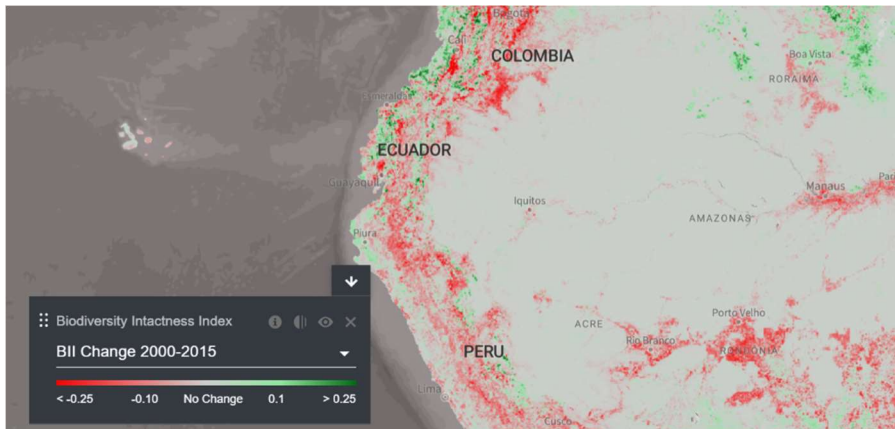 Bogotá
Cali
COLOMBIA
Boa Vista
RORAIMA
Esmeraldas
ECUADOR
Guayaquil
Manaus
Iquitos
AMAZONAS
Piura
Biodiversity Intactness Index
BII Change 2000-2015
< -0.25 -0.10 No Change 0.1 > 0.25
Porto Velho
ACRE
Rio Branco
RONDÔNIA
PERU
Lima
Cusco